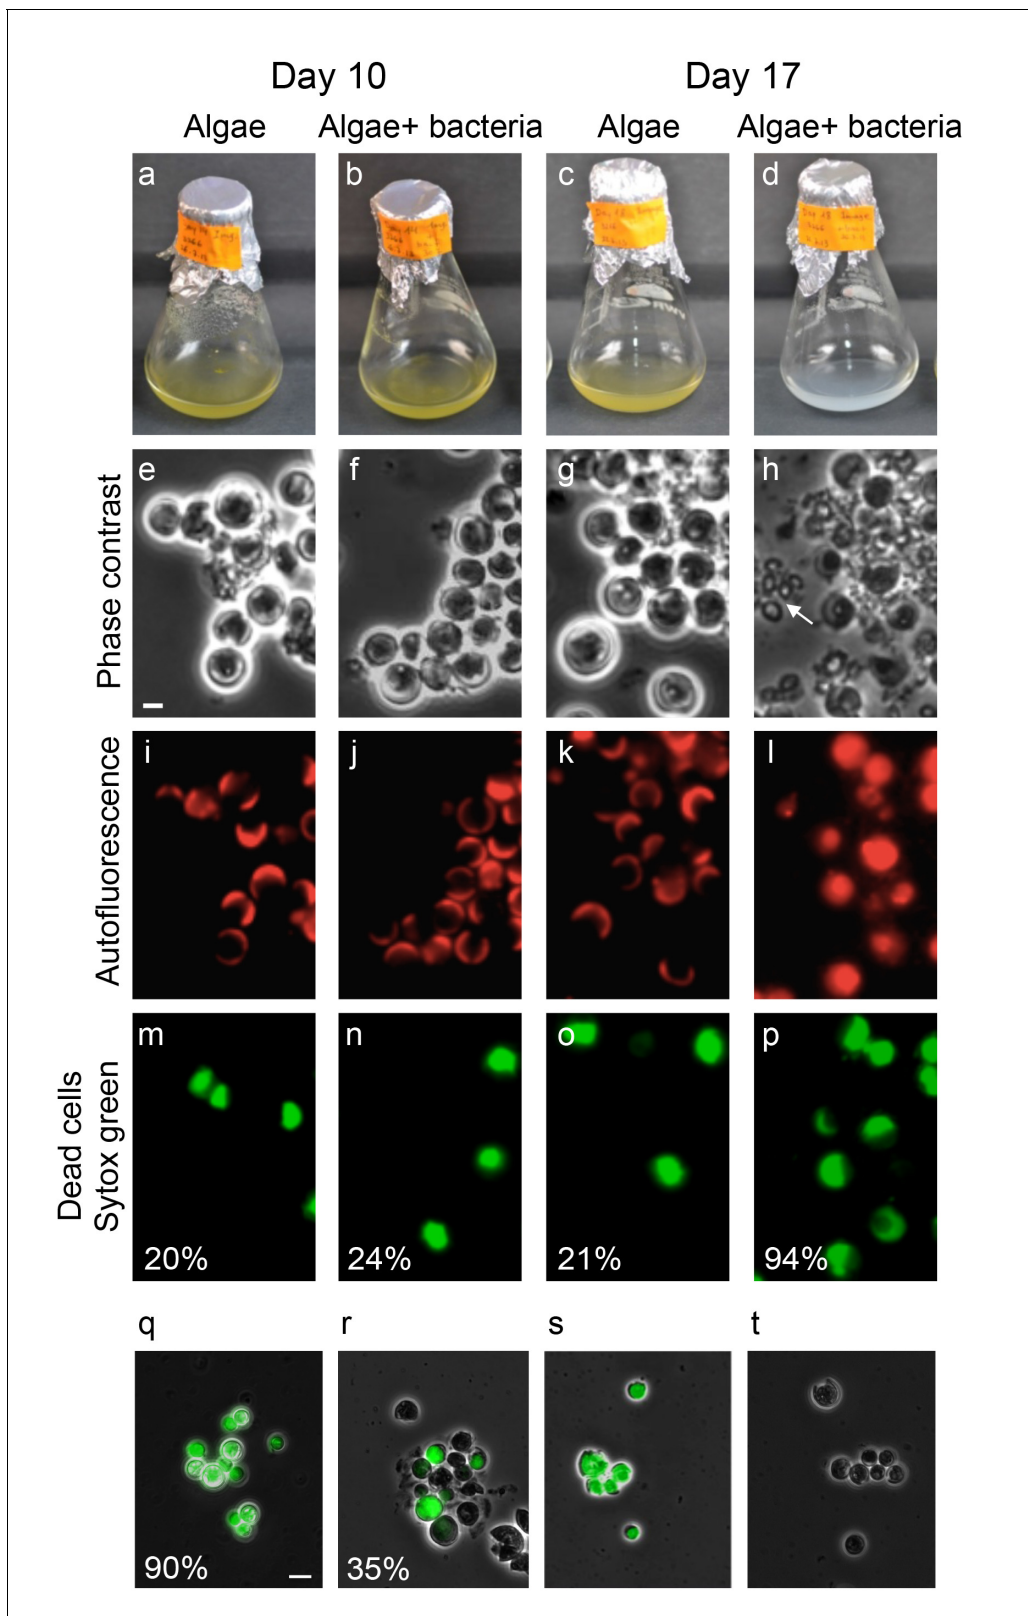 Day 10
Day 17
Algae
Algae+ bacteria
Algae
Algae+ bacteria
a
b
c
d
Phase contrast
e
f
g
h
Autofluorescence
i
j
k
l
Dead cells
Sytox green
m
n
o
p
20%
24%
21%
94%
q
r
s
t
90%
35%